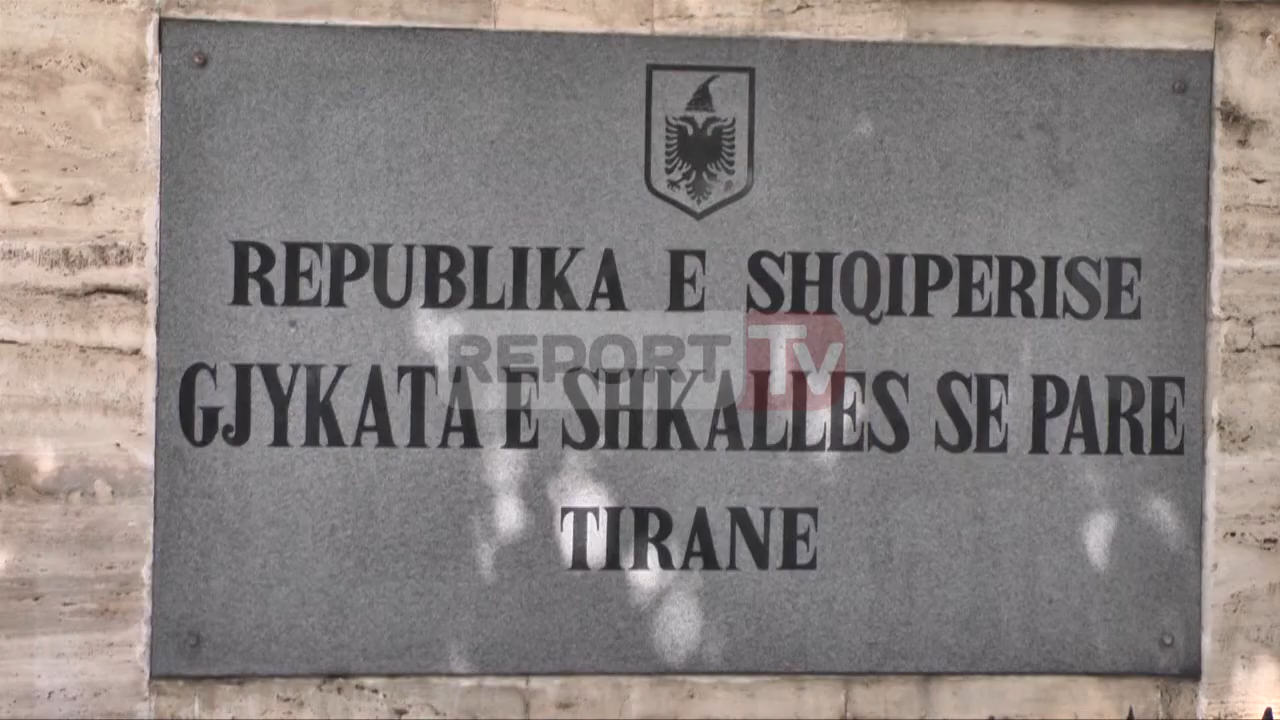 REPUBLIKA E SHQIPERISE
REPORT Tv
GJYKATA E SHKALLES SE PARE
TIRANE